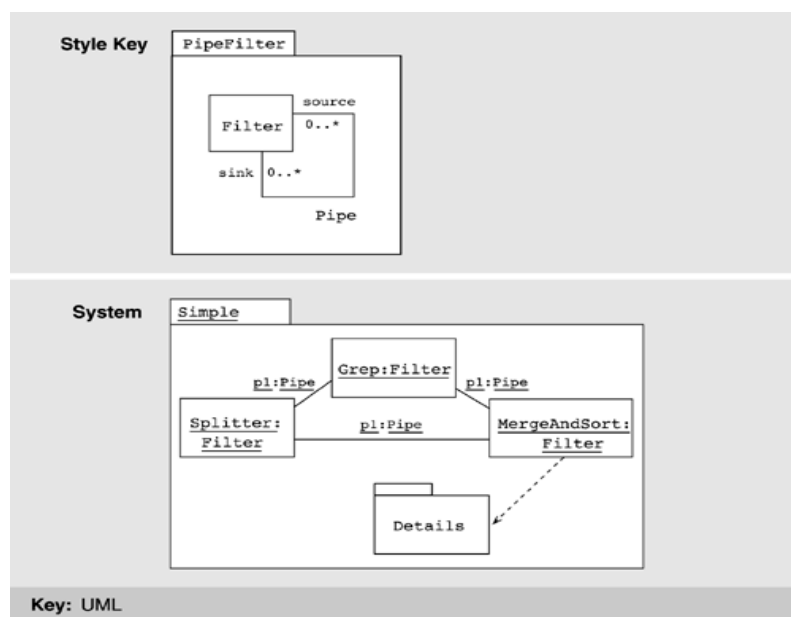 Style Key
PipeFilter
source
Filter
0..*
sink
0..*
Pipe
System
Simple
Grep:Filter
p1:Pipe
p1:Pipe
Splitter:
Filter
p1:Pipe
MergeAndSort:
Filter
Details
Key: UML